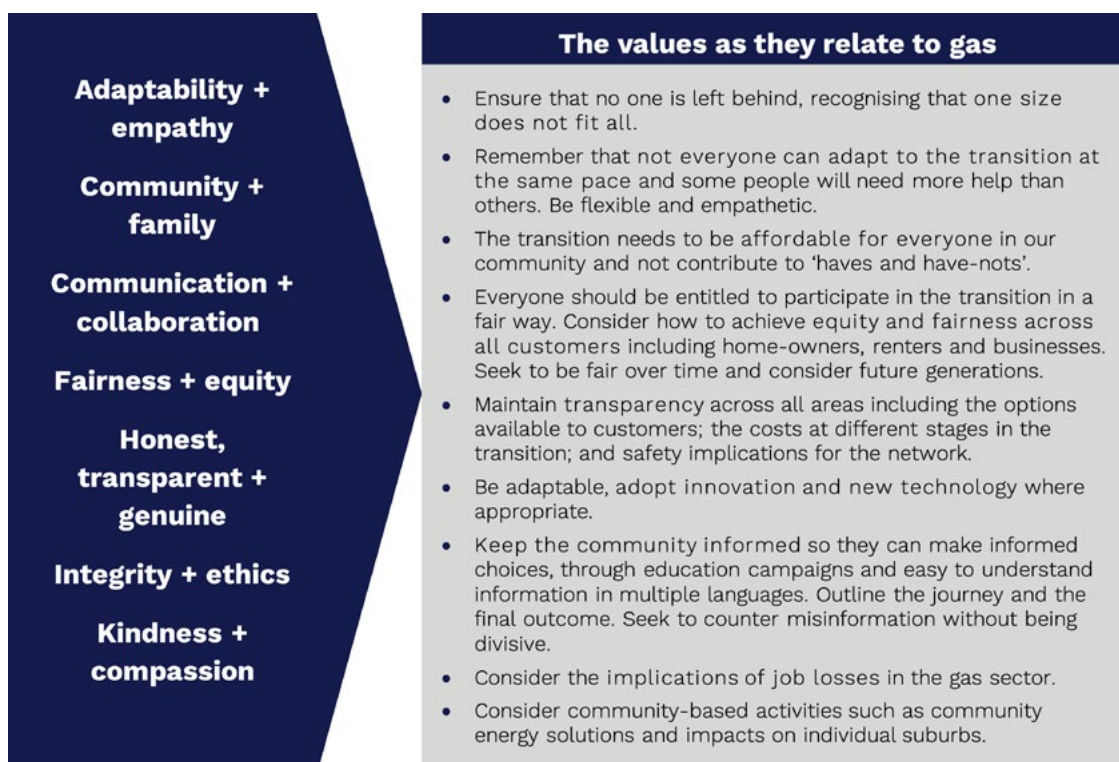 Adaptability +
empathy
Community +
family
Communication +
collaboration
Fairness + equity
Honest,
transparent +
genuine
Integrity + ethics
Kindness +
compassion
The values as they relate to gas
• Ensure that no one is left behind, recognising that one size
does not fit all.
• Remember that not everyone can adapt to the transition at
the same pace and some people will need more help than
others. Be flexible and empathetic.
• The transition needs to be affordable for everyone in our
community and not contribute to ‘haves and have-nots’.
• Everyone should be entitled to participate in the transition in a
fair way. Consider how to achieve equity and fairness across
all customers including home-owners, renters and businesses.
Seek to be fair over time and consider future generations.
• Maintain transparency across all areas including the options
available to customers; the costs at different stages in the
transition; and safety implications for the network.
• Be adaptable, adopt innovation and new technology where
appropriate.
• Keep the community informed so they can make informed
choices, through education campaigns and easy to understand
information in multiple languages. Outline the journey and the
final outcome. Seek to counter misinformation without being
divisive.
• Consider the implications of job losses in the gas sector.
• Consider community-based activities such as community
energy solutions and impacts on individual suburbs.